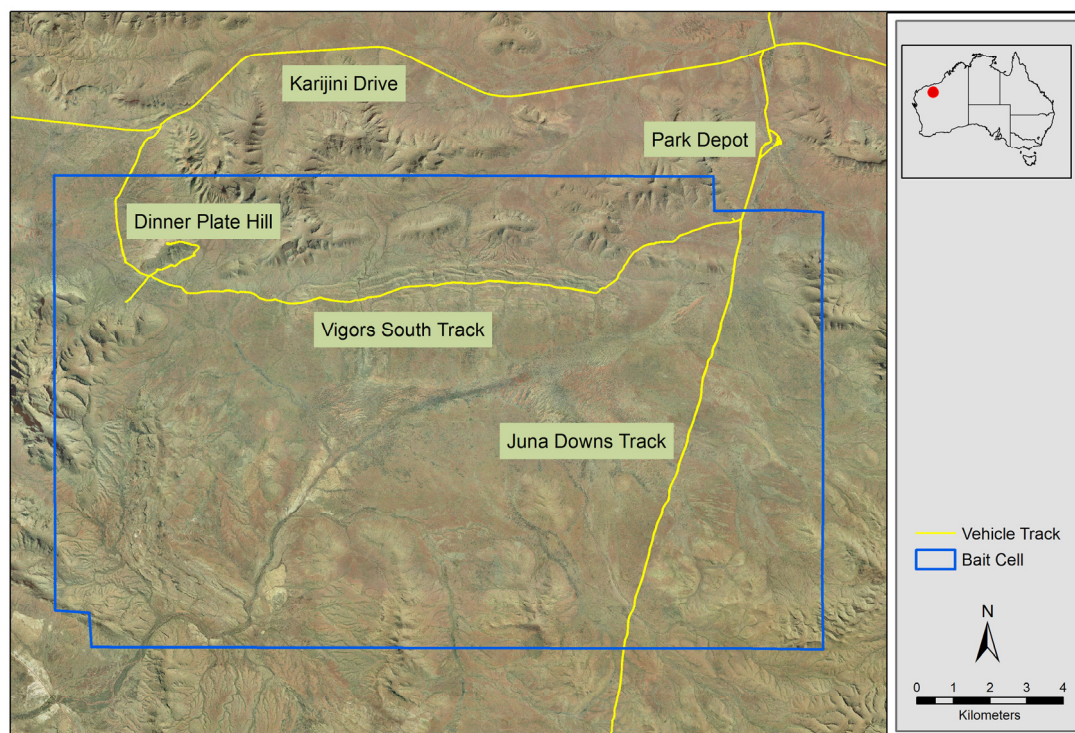 Karijini Drive
Park Depot
Dinner Plate Hill
Vigors South Track
Juna Downs Track
Vehicle Track
Bait Cell
N
0 1 2 3 4
Kilometers